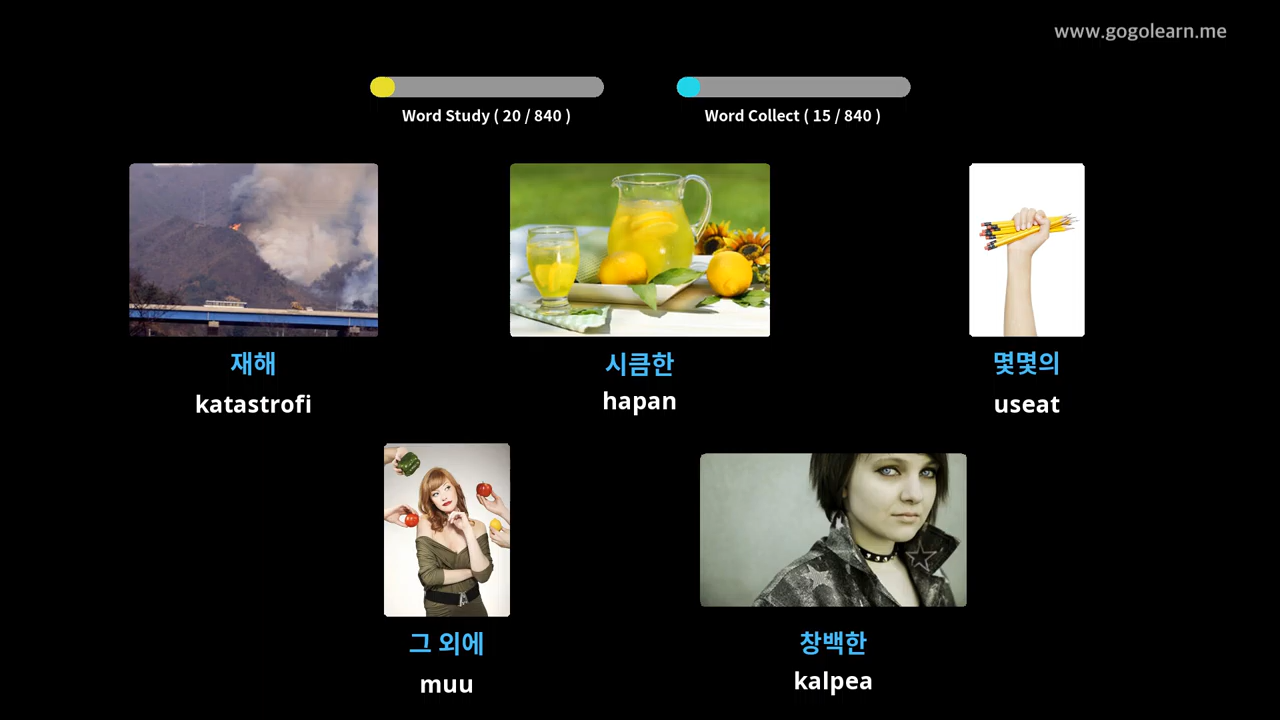 www.gogolearn.me
Word Study ( 20 / 840 )
Word Collect ( 15 / 840 )
재해
katastrofi
시큼한
hapan
몇몇의
useat
그 외에
muu
창백한
kalpea